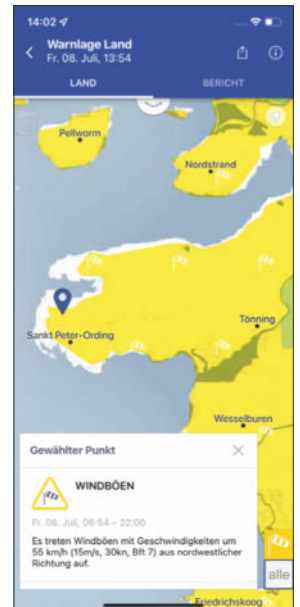 14:02
Warnlage Land
Fr. 08. Juli, 13:54
LAND
BERICHT
Pellworm
Nordstrand
Sankt Peter-Ording
Tönning
Wesselburen
Gewählter Punkt
WINDBÖEN
Fr. 08. Juli, 06:54 – 22:00
Es treten Windböen mit Geschwindigkeiten um
55 km/h (15m/s, 30kn, Bft 7) aus nordwestlicher
Richtung auf.
alle
Friedrichskoog